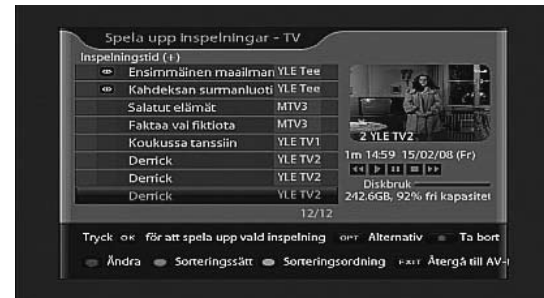 Spela upp inspelningar - TV
Inspelningstid (+)
Ensimmäinen maailman YLE Tee
Kahdeksan surmanluoti YLE Tee
Salatut elämät MTV3
Faktaa vai fiktiota MTV3
Koukussa tanssiin YLE TV1
Derrick YLE TV2
Derrick YLE TV2
Derrick YLE TV2
12/12
2 YLE TV2
1m 14:59 15/02/08 (Fr)
Diskbruk
242.6GB, 92% fri kapasitet
Tryck OK för att spela upp vald inspelning OPT Alternativ Ta bort
Ändra Sorteringssätt Sorteringsordning EXIT Återgå till AV-